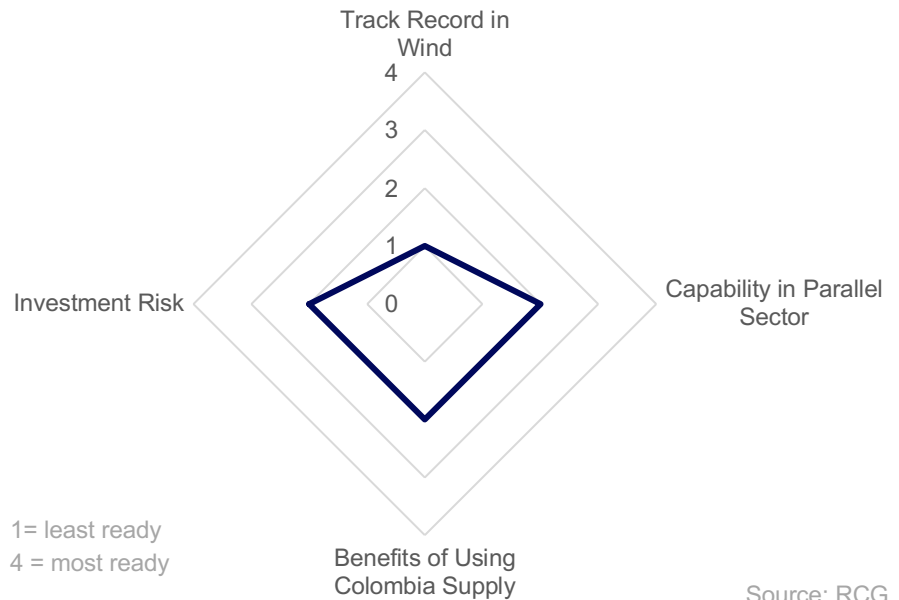 Track Record in
Wind
4
3
2
1
0
Investment Risk
Capability in Parallel
Sector
1= least ready
4 = most ready
Benefits of Using
Colombia Supply
Source: RCG